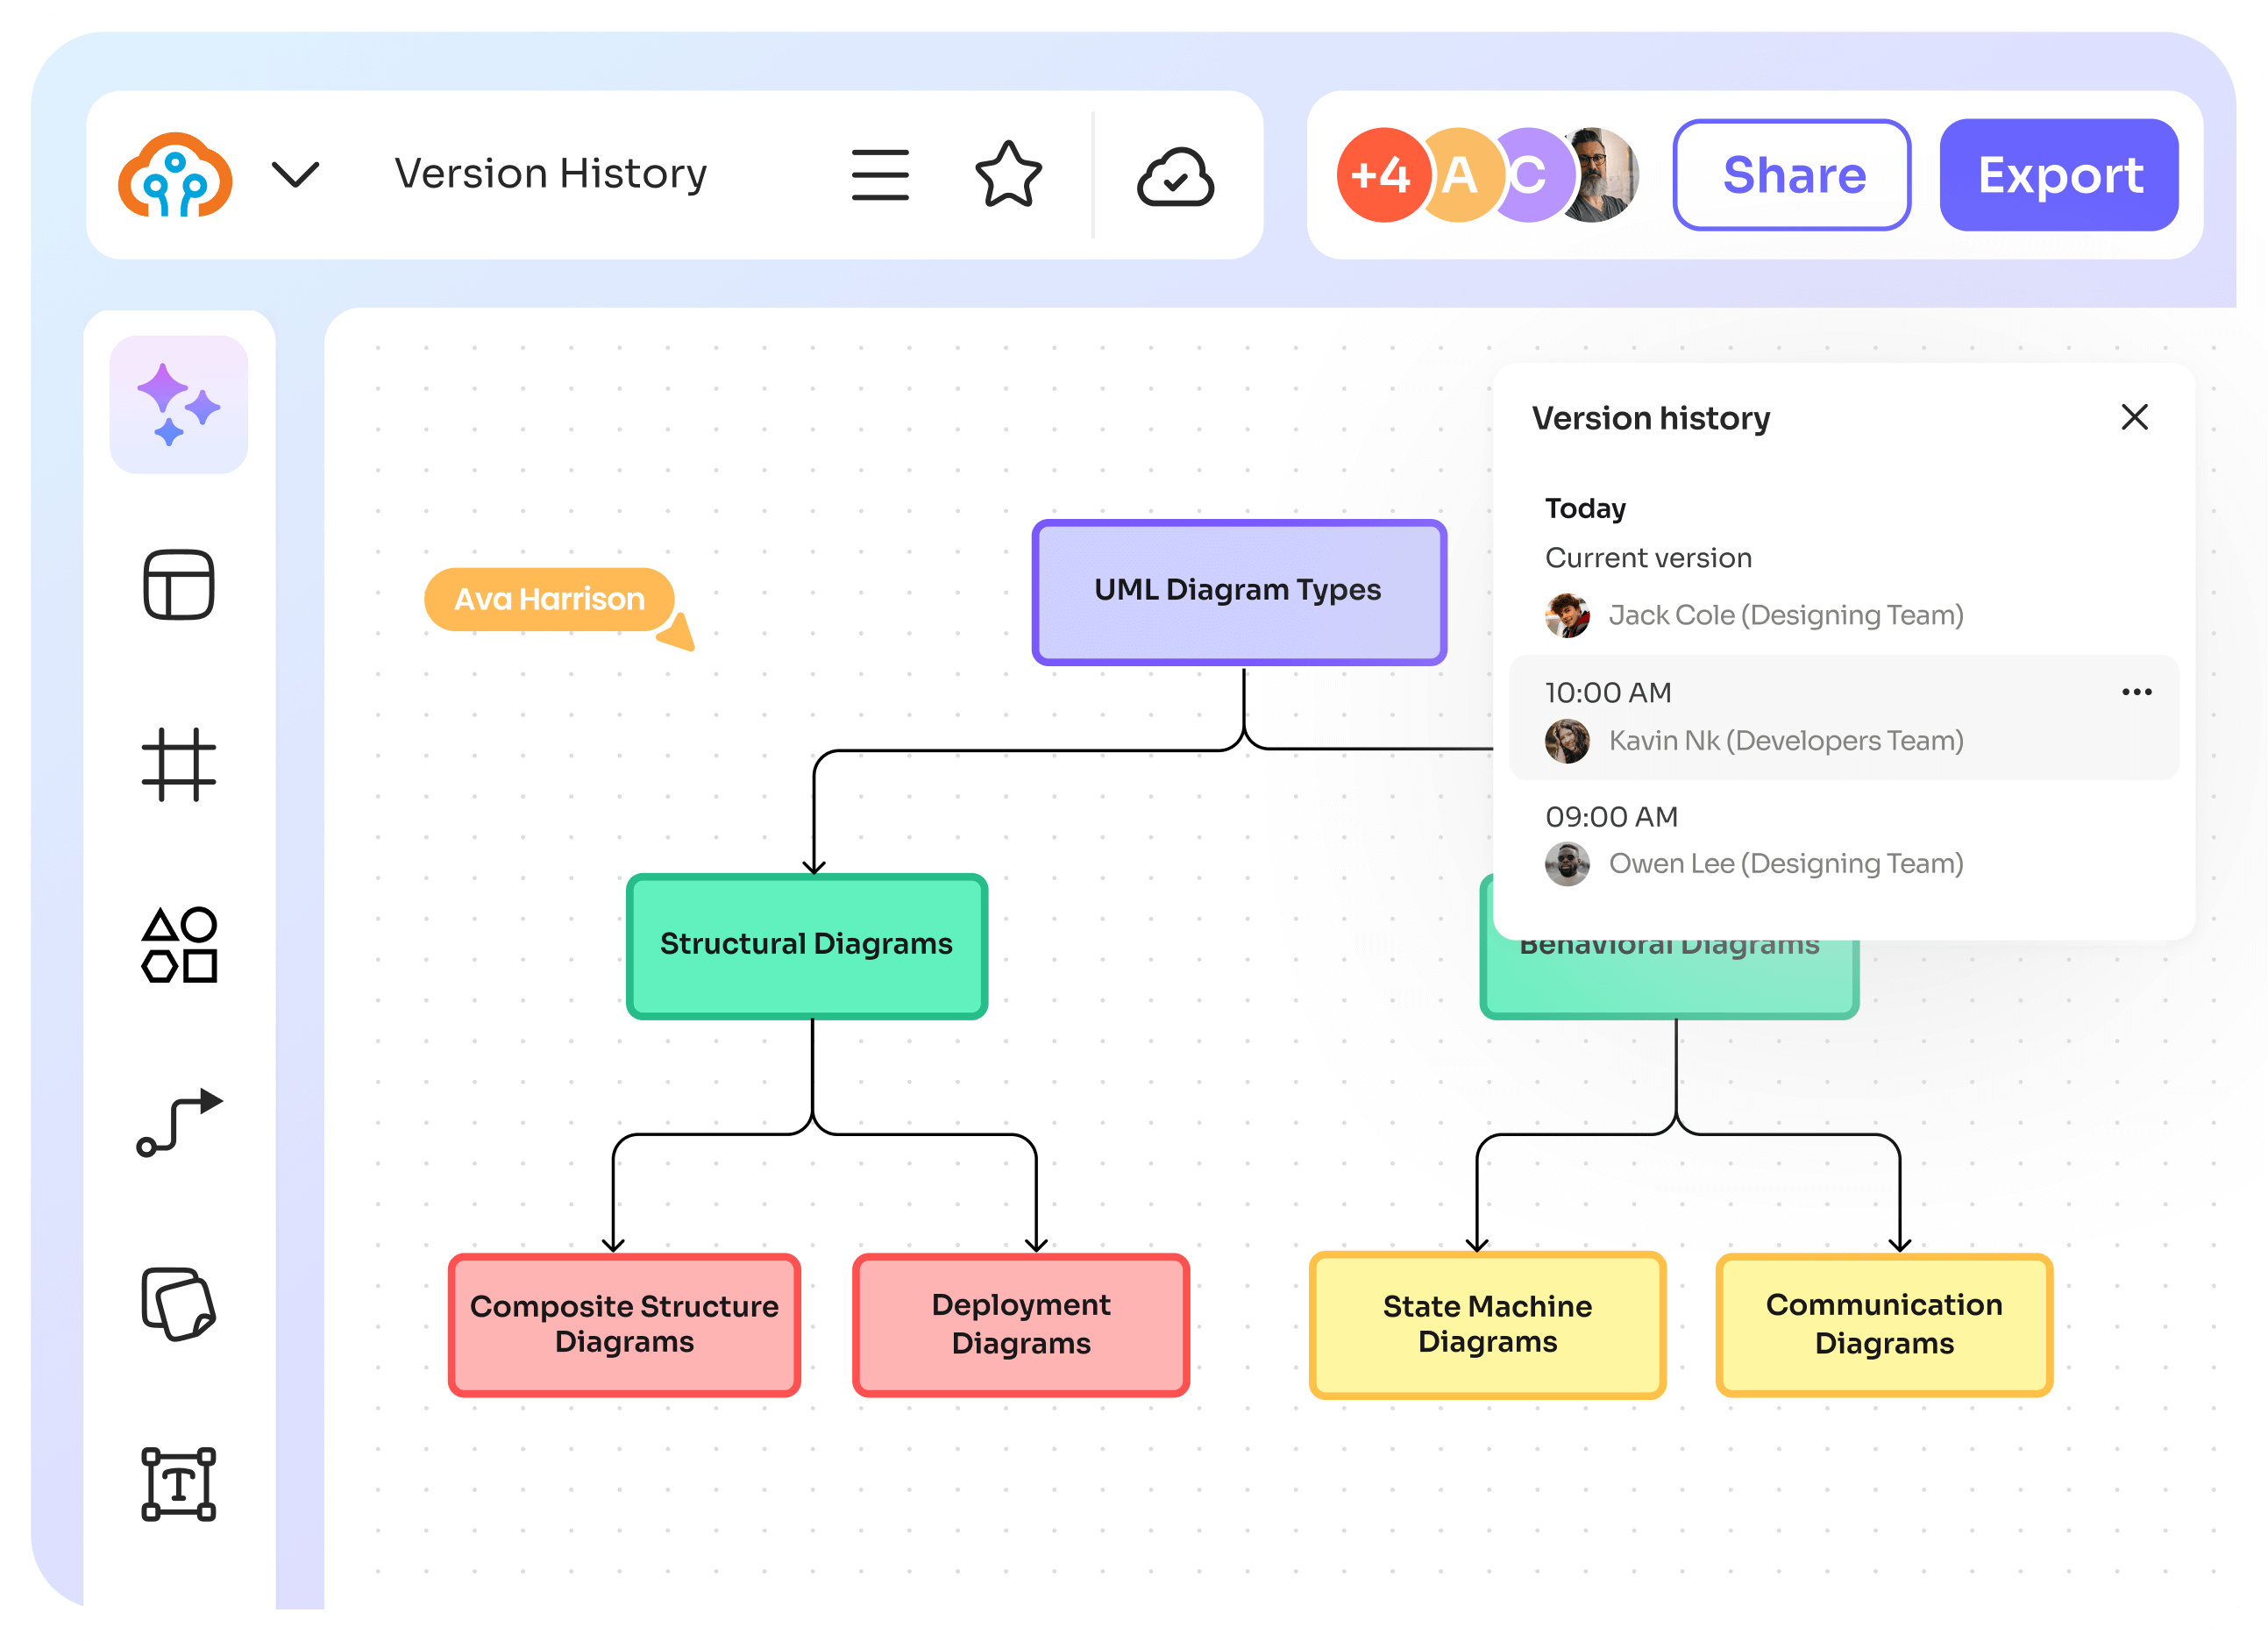 Version History
+4
A
C
Share
Export
Version history
Today
Current version
Jack Cole (Designing Team)
10:00 AM
Kavin Nk (Developers Team)
09:00 AM
Owen Lee (Designing Team)
Ava Harrison
UML Diagram Types
Structural Diagrams
Behavioral Diagrams
Composite Structure
Diagrams
Deployment
Diagrams
State Machine
Diagrams
Communication
Diagrams
T